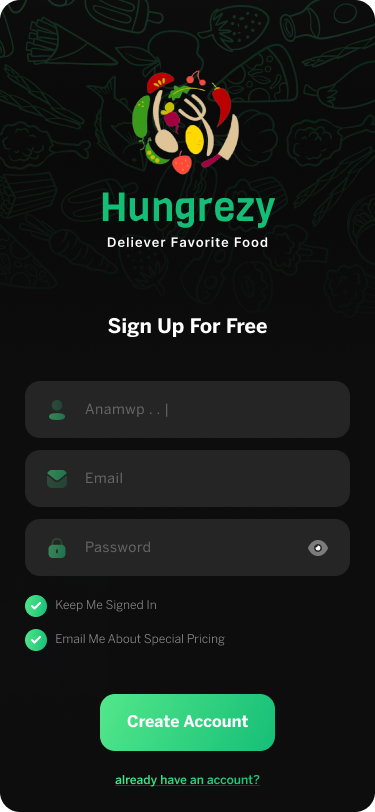 Hungrezy
Deliever Favorite Food
Sign Up For Free
Anamwp . . |
Email
Password
Keep Me Signed In
Email Me About Special Pricing
Create Account
already have an account?